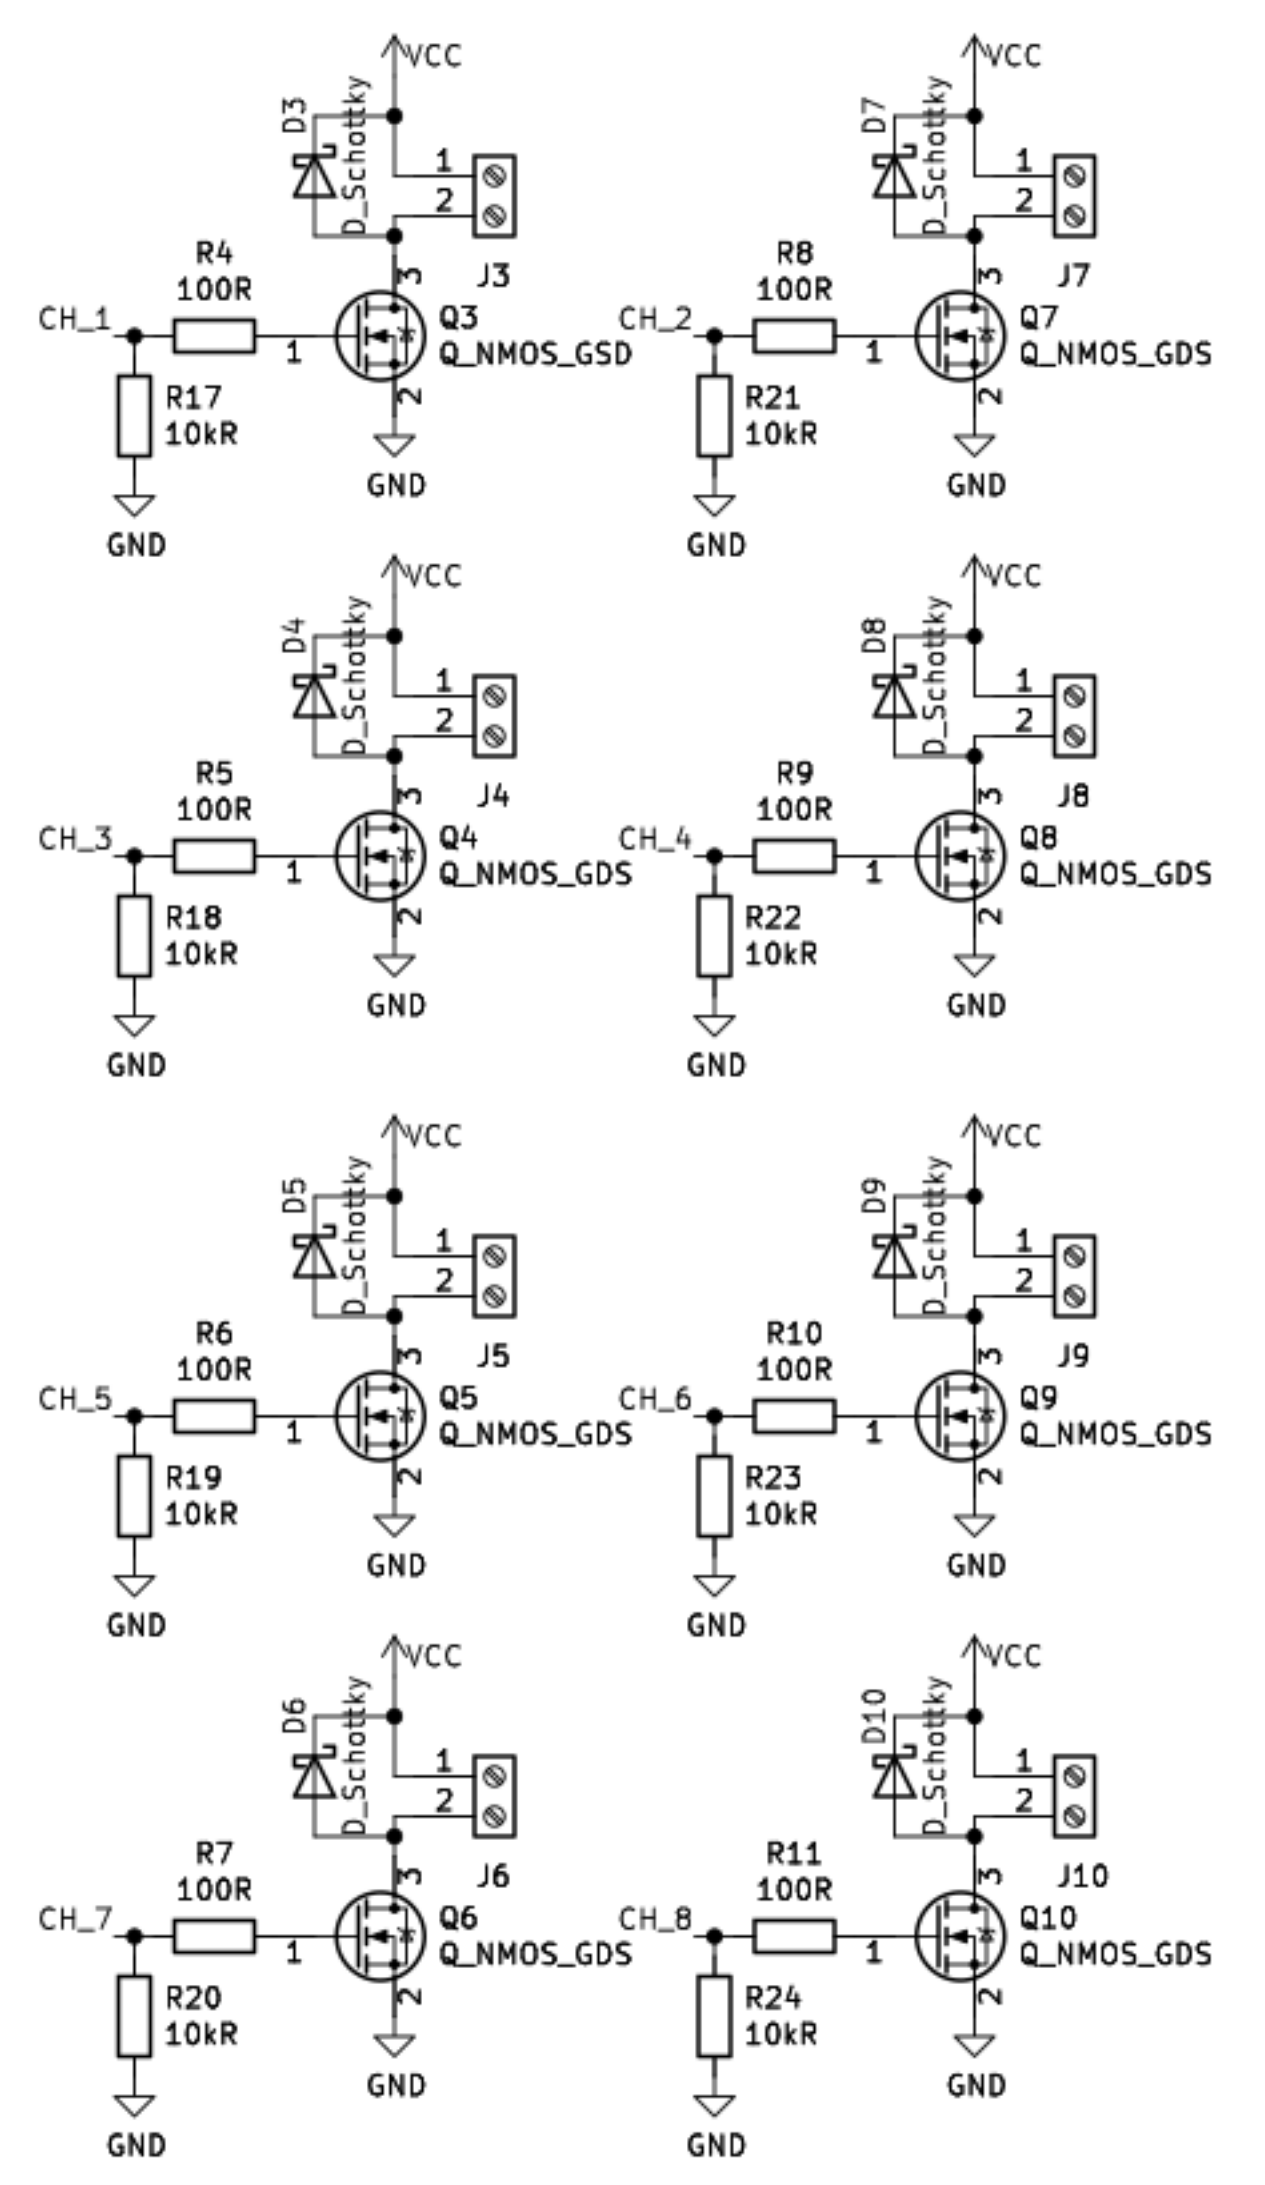 VCC
D3
D_Schottky
1
2
J3
R4
100R
3
CH_1
1
Q3
Q_NMOS_GSD
2
R17
10kR
GND
GND
VCC
D7
D_Schottky
1
2
J7
R8
100R
3
CH_2
1
Q7
Q_NMOS_GDS
2
R21
10kR
GND
GND
VCC
D4
D_Schottky
1
2
J4
R5
100R
3
CH_3
1
Q4
Q_NMOS_GDS
2
R18
10kR
GND
GND
VCC
D8
D_Schottky
1
2
J8
R9
100R
3
CH_4
1
Q8
Q_NMOS_GDS
2
R22
10kR
GND
GND
VCC
D5
D_Schottky
1
2
J5
R6
100R
3
CH_5
1
Q5
Q_NMOS_GDS
2
R19
10kR
GND
GND
VCC
D9
D_Schottky
1
2
J9
R10
100R
3
CH_6
1
Q9
Q_NMOS_GDS
2
R23
10kR
GND
GND
VCC
D6
D_Schottky
1
2
J6
R7
100R
3
CH_7
1
Q6
Q_NMOS_GDS
2
R20
10kR
GND
GND
VCC
D10
D_Schottky
1
2
J10
R11
100R
3
CH_8
1
Q10
Q_NMOS_GDS
2
R24
10kR
GND
GND